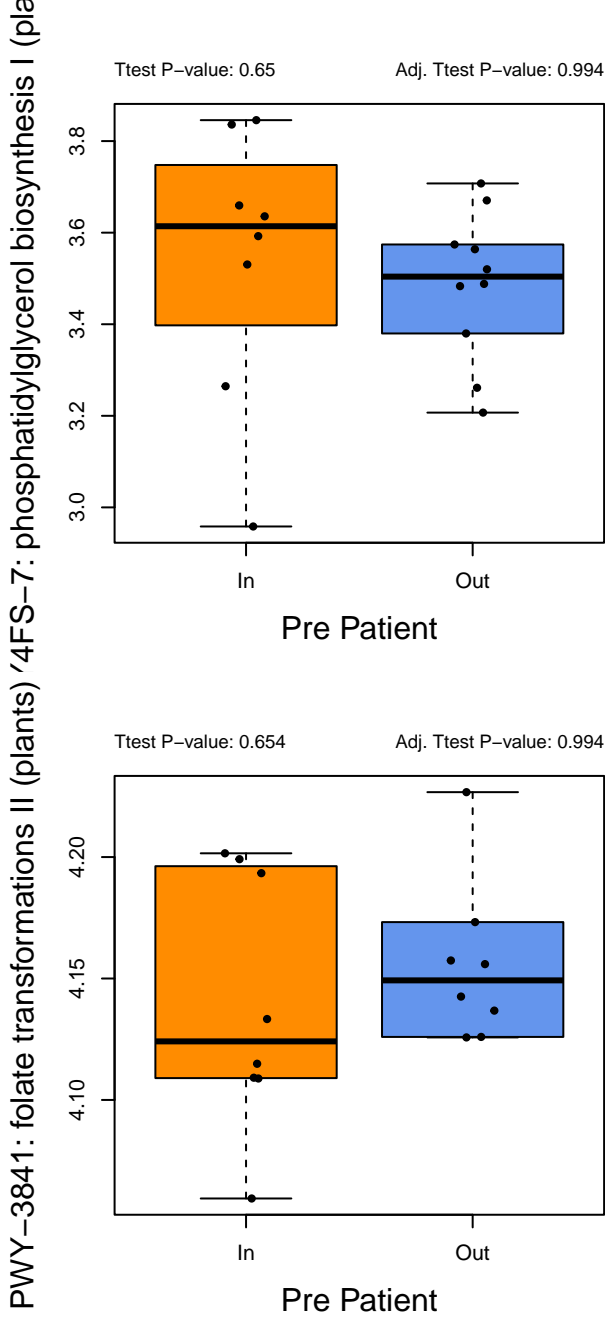 4FS−7: phosphatidylglycerol biosynthesis I
Ttest P−value: 0.65
Adj. Ttest P−value: 0.994
3.8
3.6
3.4
3.2
3.0
In
Out
Pre Patient
PWY−3841: folate transformations II (plants)
Ttest P−value: 0.654
Adj. Ttest P−value: 0.994
4.20
4.15
4.10
In
Out
Pre Patient